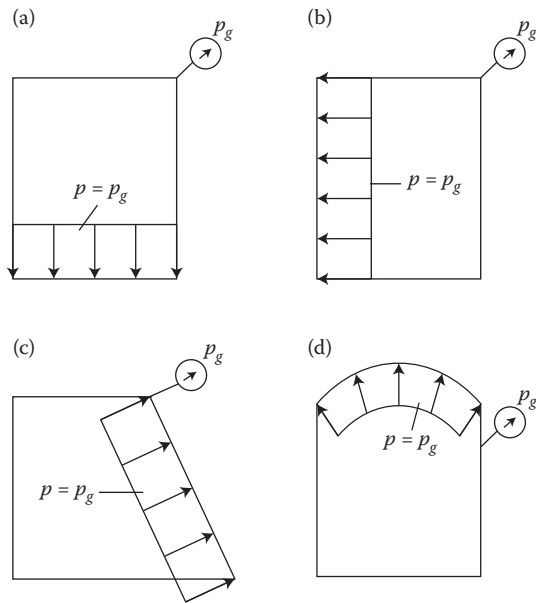 (a)
p_g
p = p_g
(b)
p_g
p = p_g
(c)
p_g
p = p_g
(d)
p_g
p = p_g